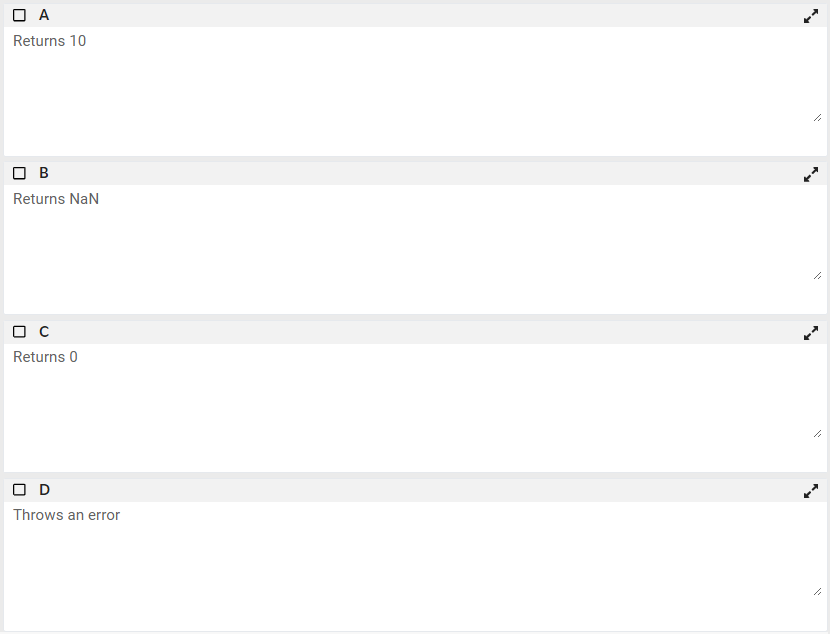 A
Returns 10
B
Returns NaN
C
Returns 0
D
Throws an error